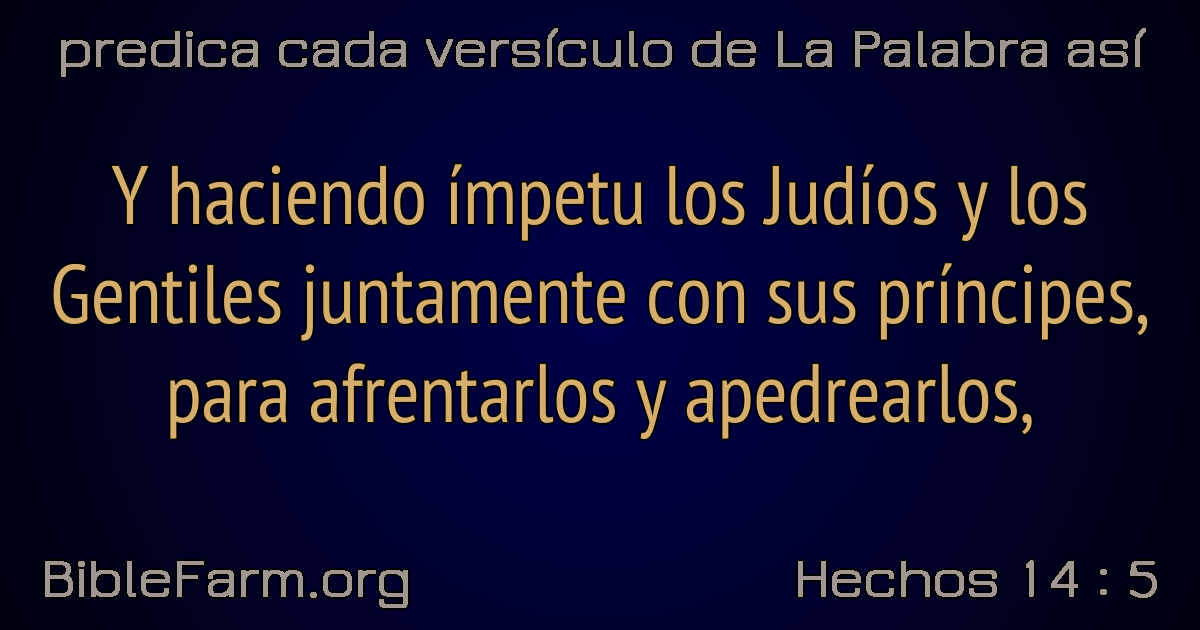 predica cada versículo de La Palabra así
Y haciendo ímpetu los Judíos y los
Gentiles juntamente con sus príncipes,
para afrentarlos y apedrearlos,
BibleFarm.org
Hechos 14 : 5